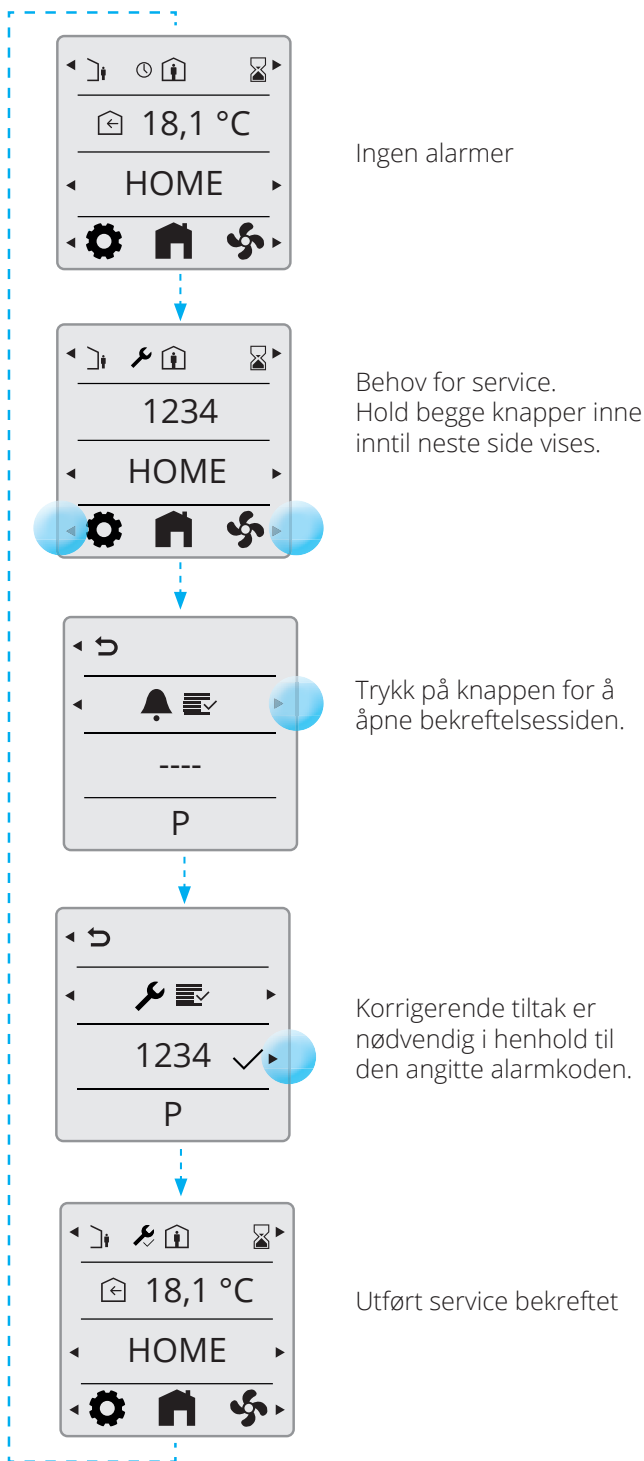 18,1 °C
HOME
Ingen alarmer
1234
HOME
Behov for service.
Hold begge knapper inne
inntil neste side vises.
----
P
Trykk på knappen for å
åpne bekreftelsessiden.
1234
P
Korrigerende tiltak er
nødvendig i henhold til
den angitte alarmkoden.
18,1 °C
HOME
Utført service bekreftet